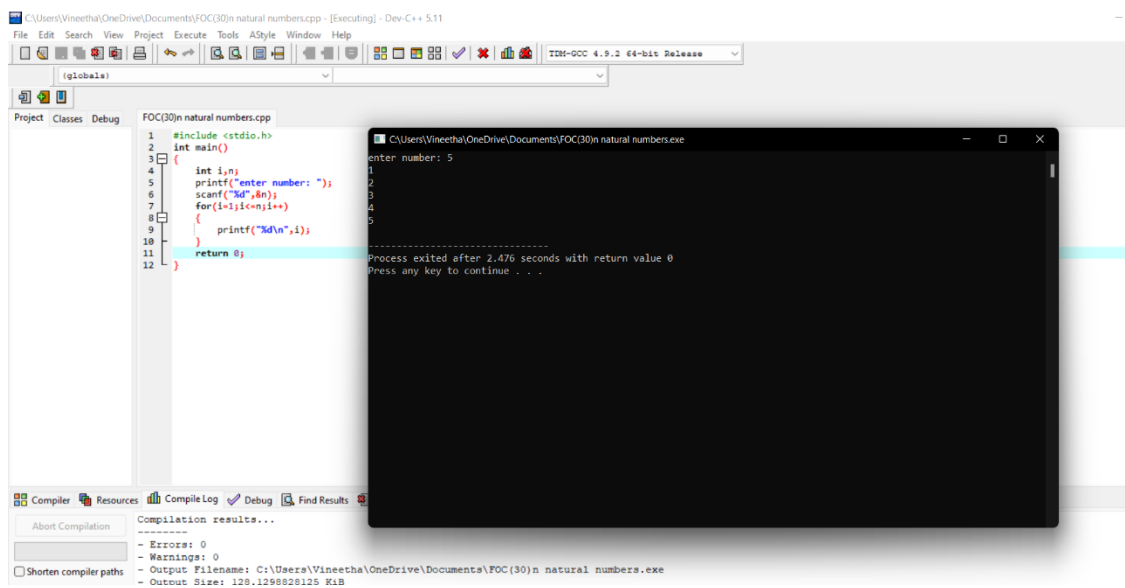 C:\Users\Vineetha\OneDrive\Documents\FOC(30)n natural numbers.cpp - [Executing] - Dev-C++ 5.11
File Edit Search View Project Execute Tools AStyle Window Help
TDM-GCC 4.9.2 64-bit Release
(globals)
Project Classes Debug
FOC(30)n natural numbers.cpp
1 #include <stdio.h>
2 int main()
3 {
4 int i,n;
5 printf("enter number: ");
6 scanf("%d",&n);
7 for(i=1;i<=n;i++)
8 {
9 printf("%d\n",i);
10 }
11 return 0;
12 }
C:\Users\Vineetha\OneDrive\Documents\FOC(30)n natural numbers.exe
enter number: 5
1
2
3
4
5
--------------------------------
Process exited after 2.476 seconds with return value 0
Press any key to continue . . .
Compiler Resources Compile Log Debug Find Results
Abort Compilation
Shorten compiler paths
Compilation results...
--------
- Errors: 0
- Warnings: 0
- Output Filename: C:\Users\Vineetha\OneDrive\Documents\FOC(30)n natural numbers.exe
- Output Size: 128.1298828125 KiB